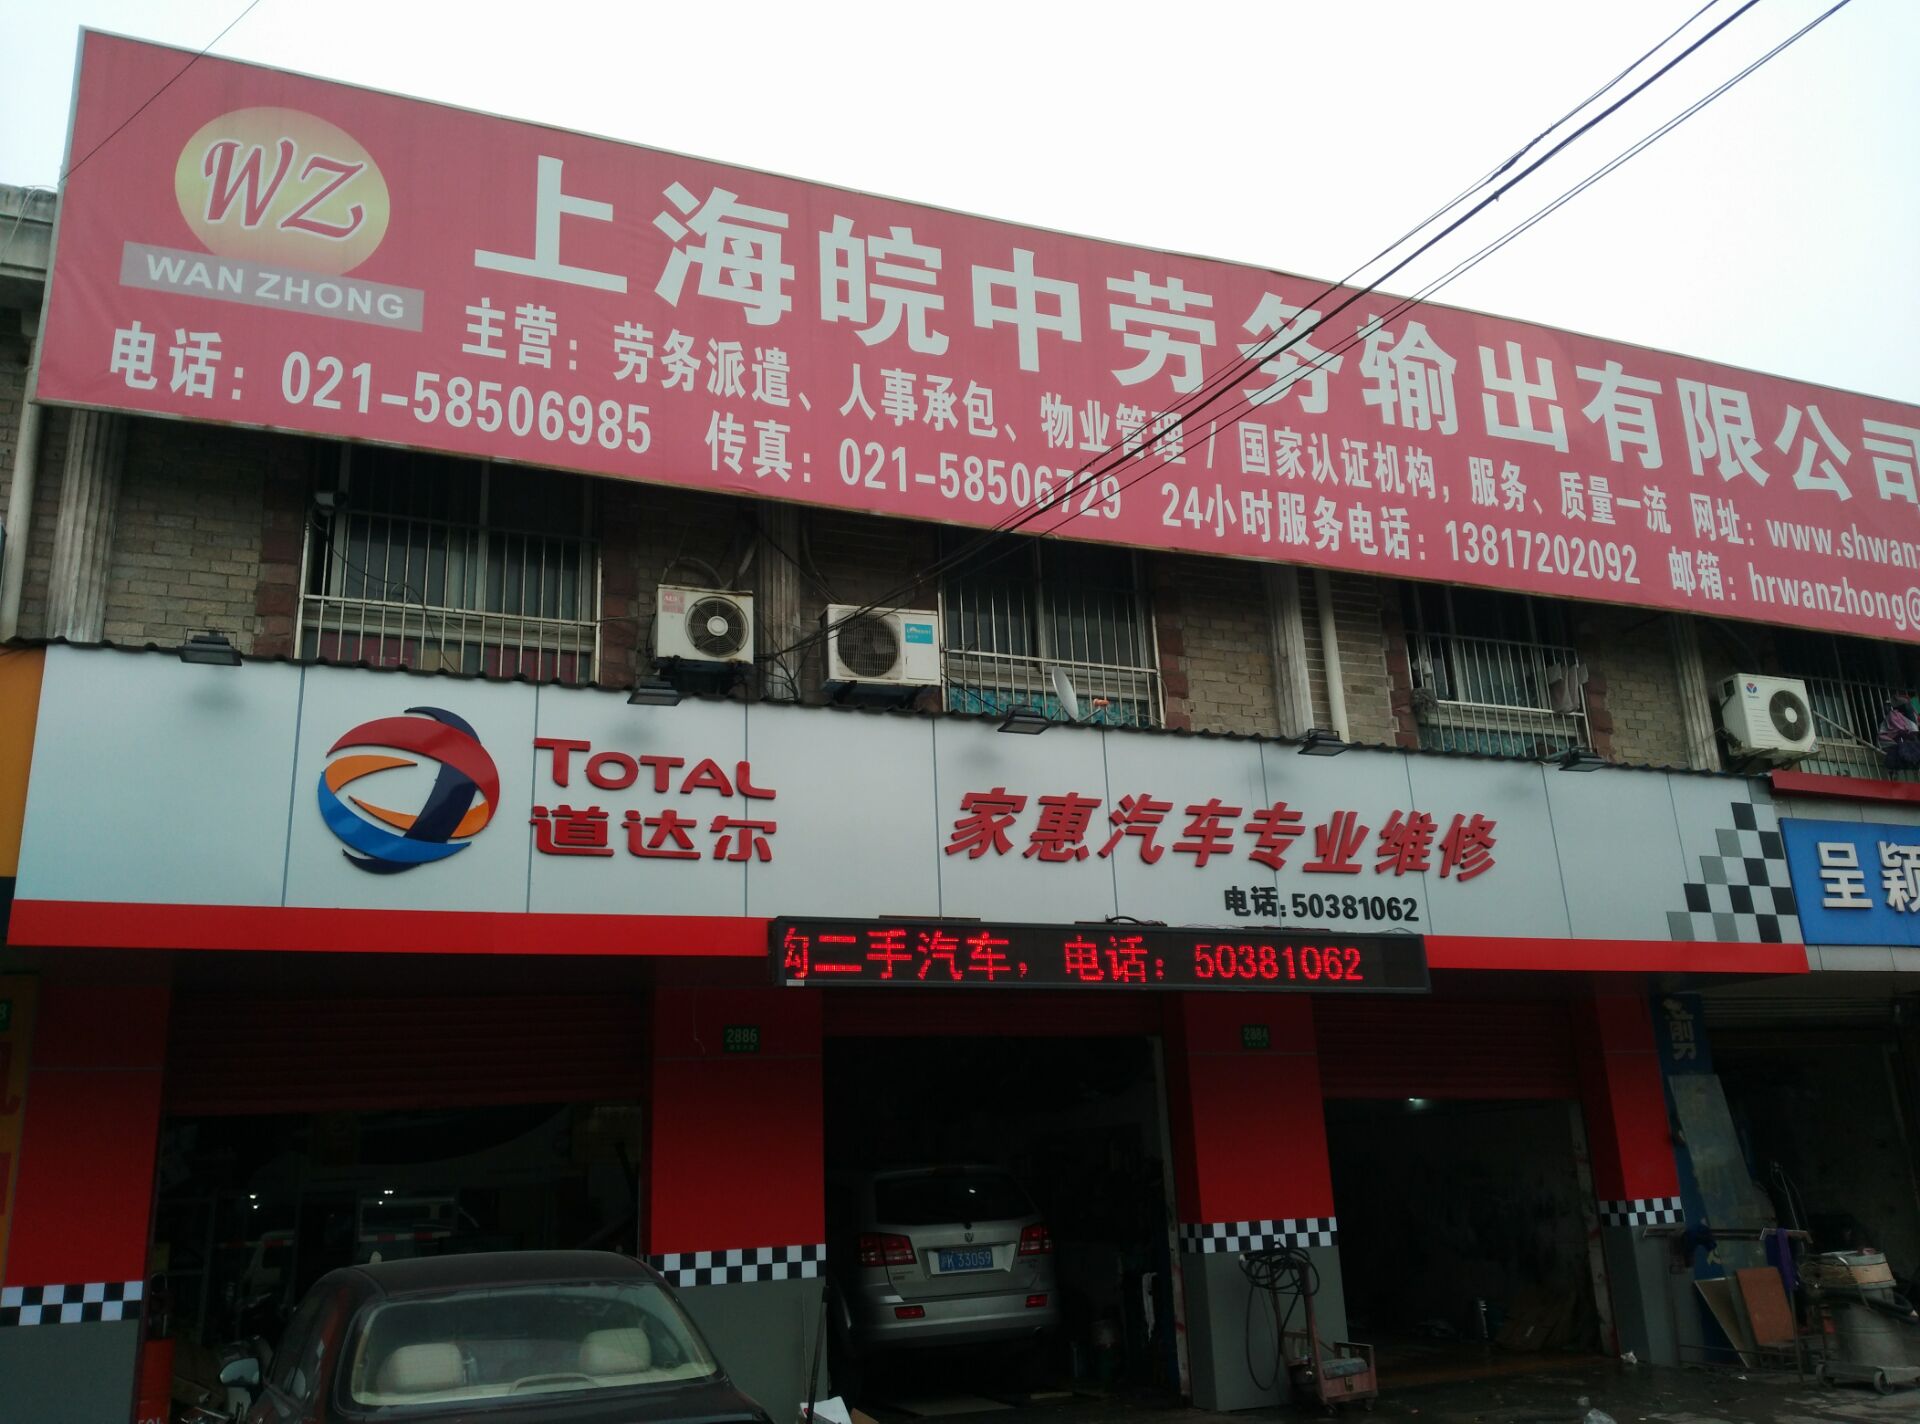 WZ
WAN ZHONG
上海皖中劳务输出有限公司
主营：劳务派遣、人事承包、物业管理 / 国家认证机构，服务、质量一流 网址：www.shwan
电话：021-58506985 传真：021-58506729 24小时服务电话：13817202092 邮箱：hrwanzhong@
TOTAL
道达尔
家惠汽车专业维修
电话:50381062
呈颖
二手汽车，电话：50381062
2886
2884
剪
K 33059